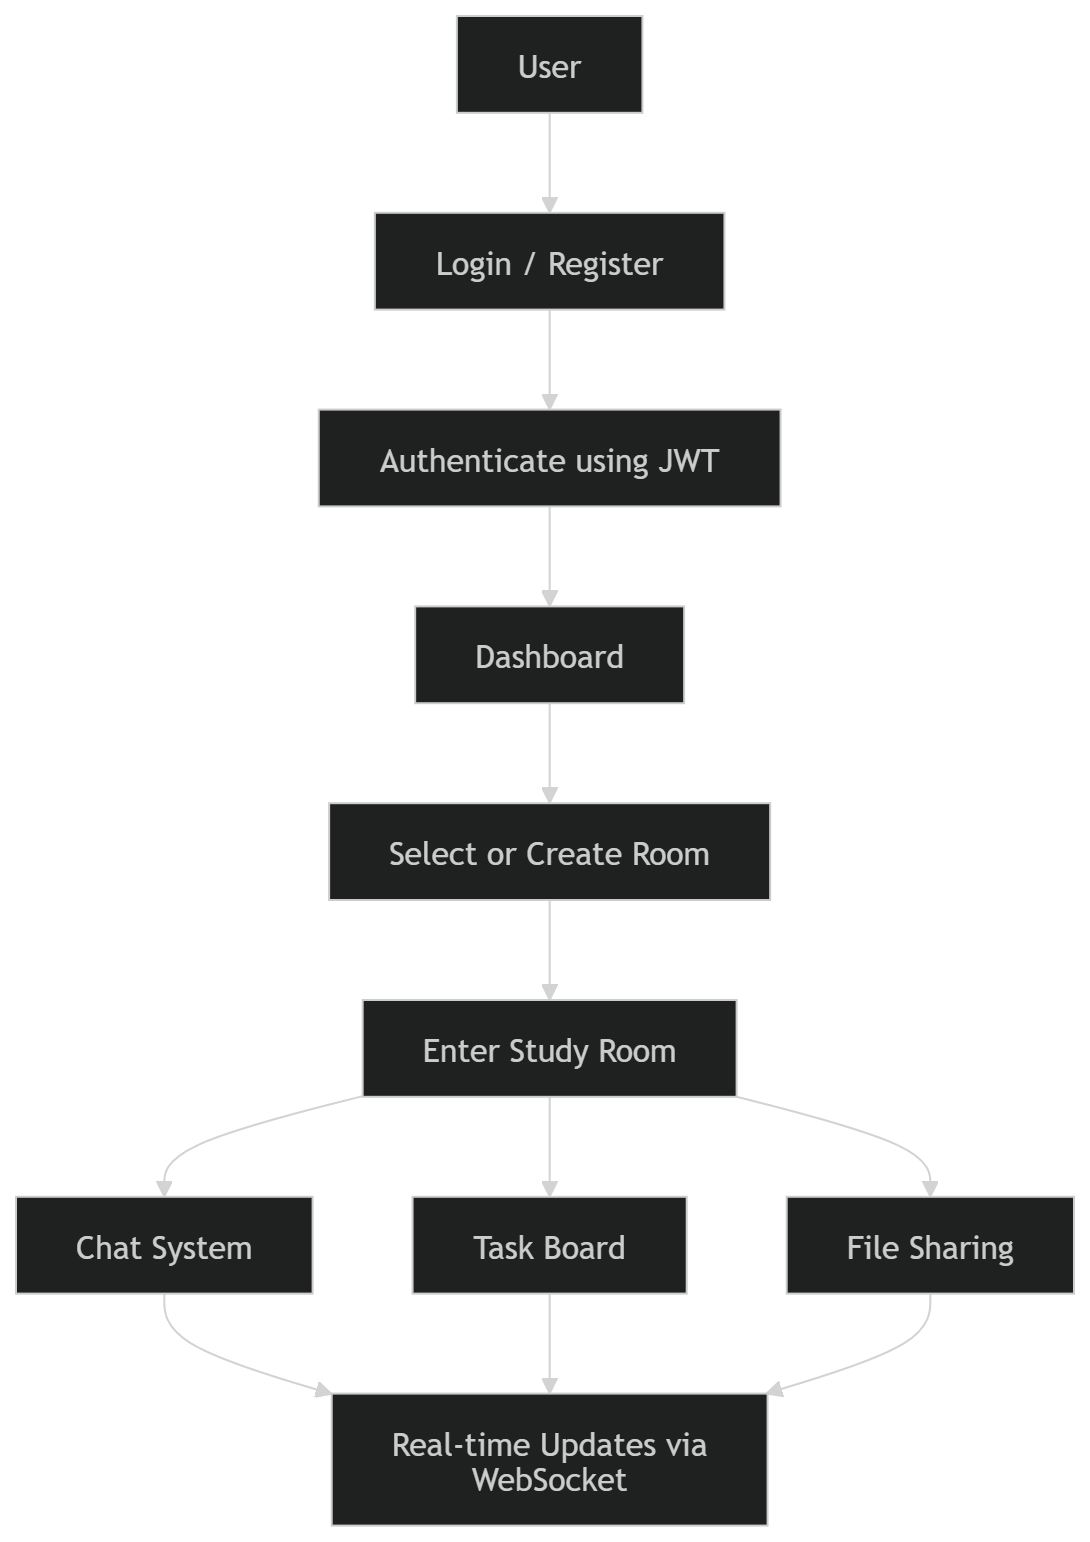 User
Login / Register
Authenticate using JWT
Dashboard
Select or Create Room
Enter Study Room
Chat System
Task Board
File Sharing
Real-time Updates via
WebSocket